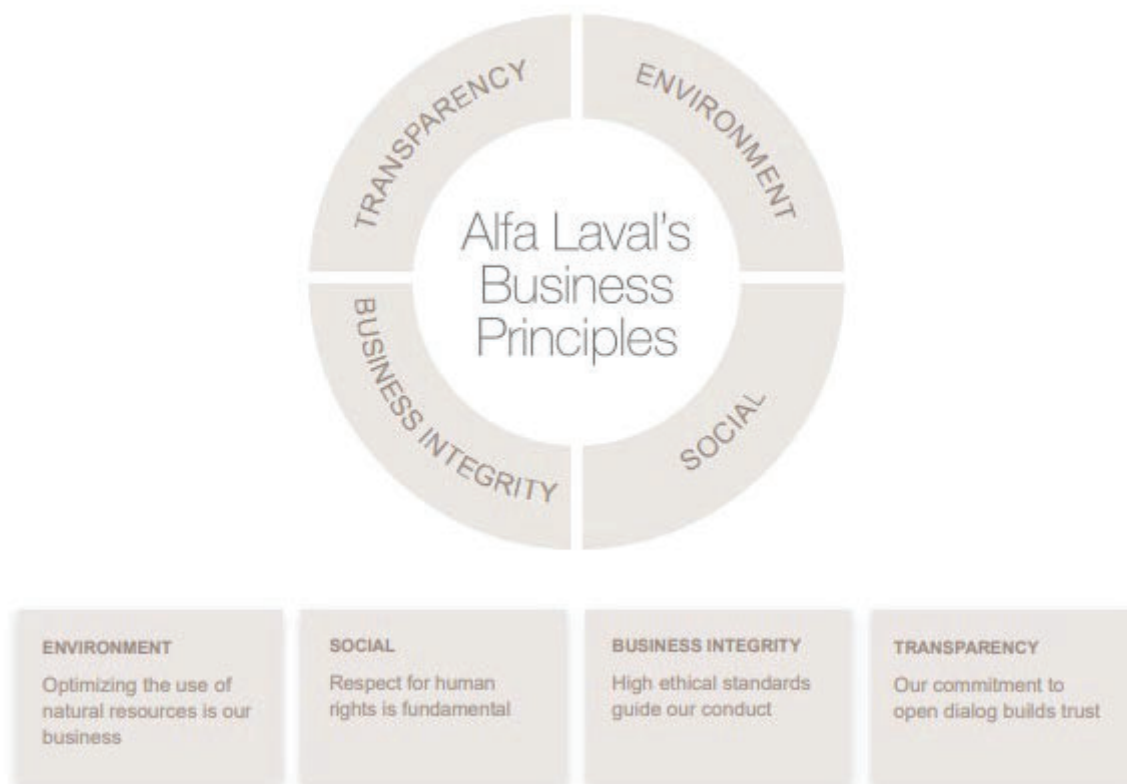 TRANSPARENCY
ENVIRONMENT
Alfa Laval's
Business
Principles
BUSINESS INTEGRITY
SOCIAL
ENVIRONMENT
Optimizing the use of
natural resources is our
business
SOCIAL
Respect for human
rights is fundamental
BUSINESS INTEGRITY
High ethical standards
guide our conduct
TRANSPARENCY
Our commitment to
open dialog builds trust